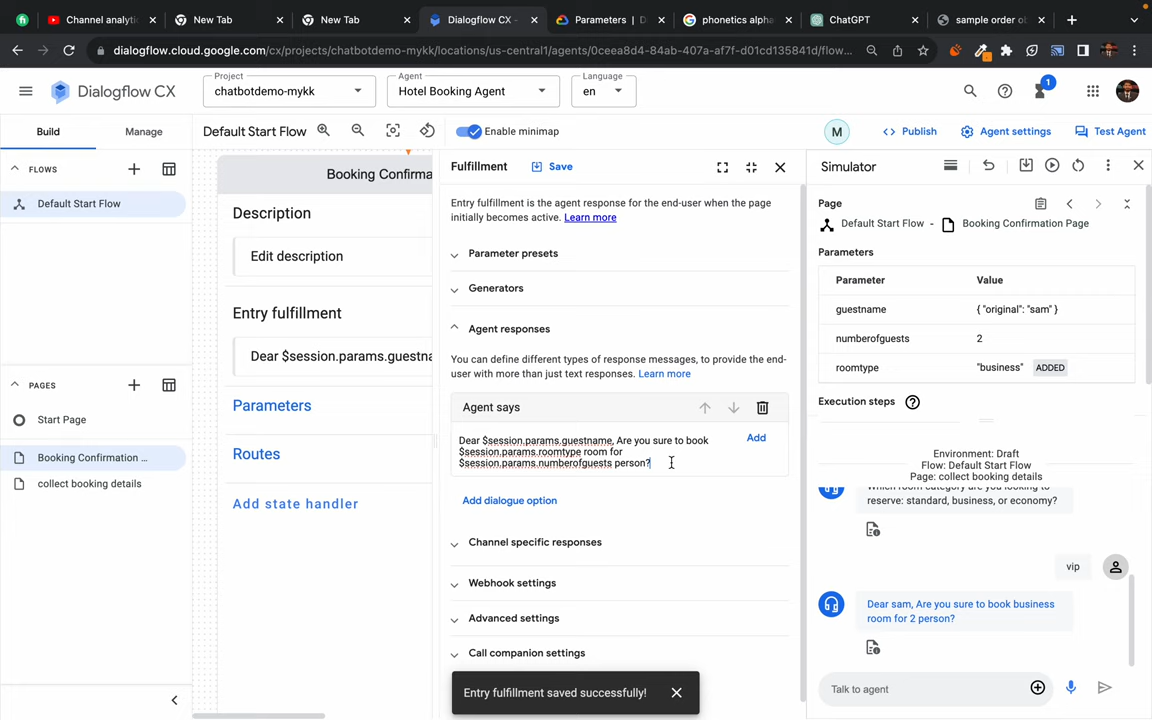 Channel analytic
New Tab
New Tab
Dialogflow CX -
Parameters | D
phonetics alpha
ChatGPT
sample order ob
dialogflow.cloud.google.com/cx/projects/chatbotdemo-mykk/locations/us-central1/agents/0ceea8d4-84ab-407a-af7f-d01cd135841d/flow...
Dialogflow CX
Project
chatbotdemo-mykk
Agent
Hotel Booking Agent
Language
en
1
Build
Manage
Default Start Flow
Enable minimap
M
Publish
Agent settings
Test Agent
FLOWS
Default Start Flow
PAGES
Start Page
Booking Confirmation ...
collect booking details
Booking Confirma
Description
Edit description
Entry fulfillment
Dear $session.params.guestna
Parameters
Routes
Add state handler
Fulfillment
Save
Entry fulfillment is the agent response for the end-user when the page
initially becomes active. Learn more
Parameter presets
Generators
Agent responses
You can define different types of response messages, to provide the end-
user with more than just text responses. Learn more
Agent says
Dear $session.params.guestname, Are you sure to book
$session.params.roomtype room for
$session.params.numberofguests person?
Add
Add dialogue option
Channel specific responses
Webhook settings
Advanced settings
Call companion settings
Entry fulfillment saved successfully!
Simulator
Page
Default Start Flow - Booking Confirmation Page
Parameters
Parameter Value
guestname { "original": "sam" }
numberofguests 2
roomtype "business" ADDED
Execution steps
Environment: Draft
Flow: Default Start Flow
Page: collect booking details
Which room category are you looking to
reserve: standard, business, or economy?
vip
Dear sam, Are you sure to book business
room for 2 person?
Talk to agent